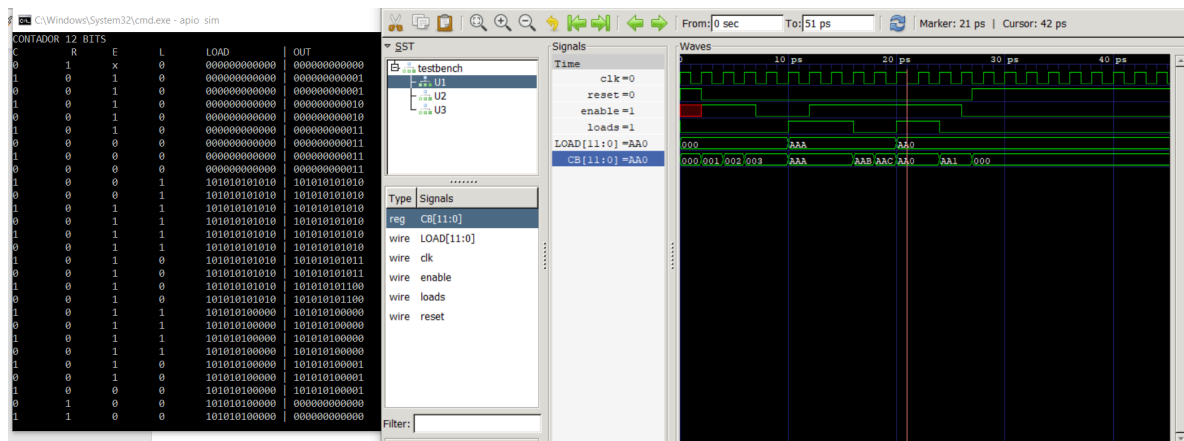 C:\Windows\System32\cmd.exe - apio sim
CONTADOR 12 BITS
C R E L LOAD | OUT
0 1 x 0 000000000000 | 000000000000
1 0 1 0 000000000000 | 000000000001
0 0 1 0 000000000000 | 000000000001
1 0 1 0 000000000000 | 000000000010
0 0 1 0 000000000000 | 000000000010
1 0 1 0 000000000000 | 000000000011
0 0 0 0 000000000000 | 000000000011
1 0 0 0 000000000000 | 000000000011
0 0 0 0 000000000000 | 000000000011
1 0 0 1 101010101010 | 101010101010
0 0 0 1 101010101010 | 101010101010
1 0 1 1 101010101010 | 101010101010
0 0 1 1 101010101010 | 101010101010
1 0 1 1 101010101010 | 101010101010
0 0 1 1 101010101010 | 101010101010
1 0 1 0 101010101010 | 101010101011
0 0 1 0 101010101010 | 101010101011
1 0 1 0 101010101010 | 101010101100
0 0 1 0 101010101010 | 101010101100
1 0 1 1 101010100000 | 101010100000
0 0 1 1 101010100000 | 101010100000
1 0 1 1 101010100000 | 101010100000
0 0 1 1 101010100000 | 101010100000
1 0 1 0 101010100000 | 101010100001
0 0 1 0 101010100000 | 101010100001
1 0 0 0 101010100000 | 101010100001
0 1 0 0 101010100000 | 000000000000
1 1 0 0 101010100000 | 000000000000
From: 0 sec To: 51 ps Marker: 21 ps | Cursor: 42 ps
SST
testbench
U1
U2
U3
Type Signals
reg CB[11:0]
wire LOAD[11:0]
wire clk
wire enable
wire loads
wire reset
Filter:
Signals
Time
clk =0
reset =0
enable =1
loads =1
LOAD[11:0] =AA0
CB[11:0] =AA0
Waves
10 ps 20 ps 30 ps 40 ps
000 AAA AA0
000 001 002 003 AAA AAB AAC AA0 AA1 000